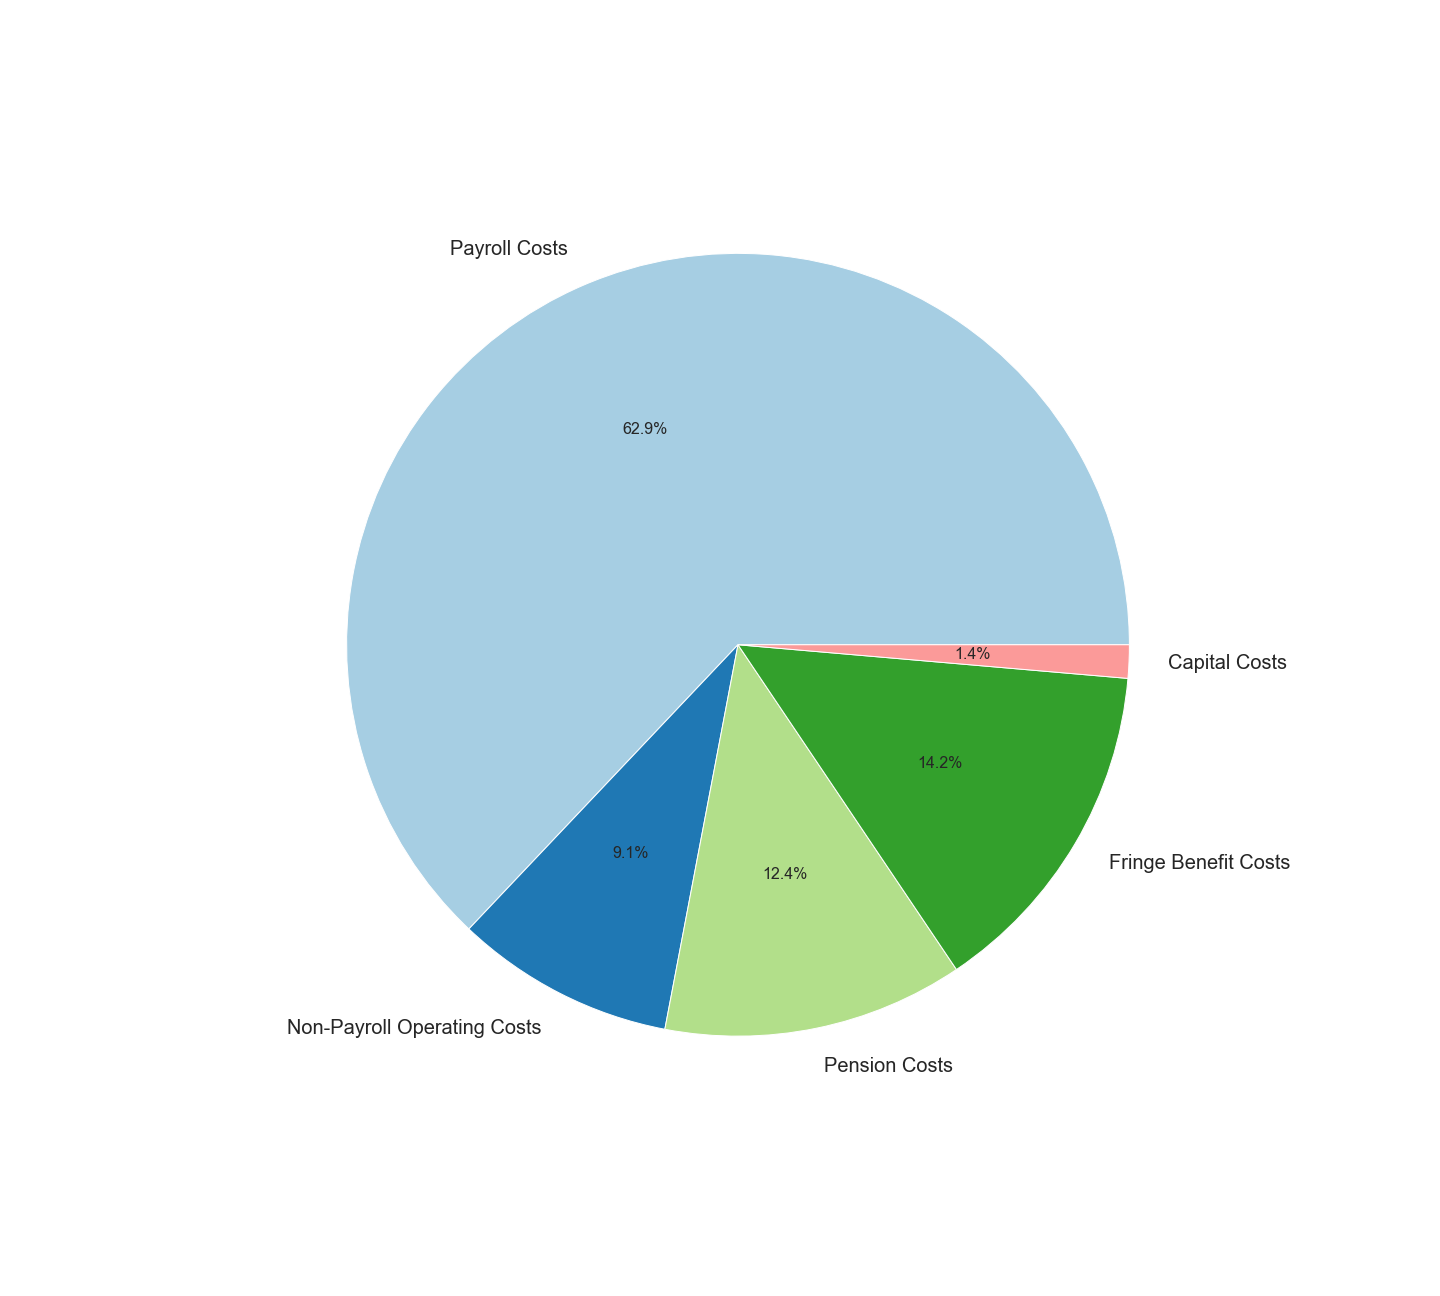 Payroll Costs
62.9%
1.4%
Capital Costs
14.2%
9.1%
Fringe Benefit Costs
12.4%
Non-Payroll Operating Costs
Pension Costs